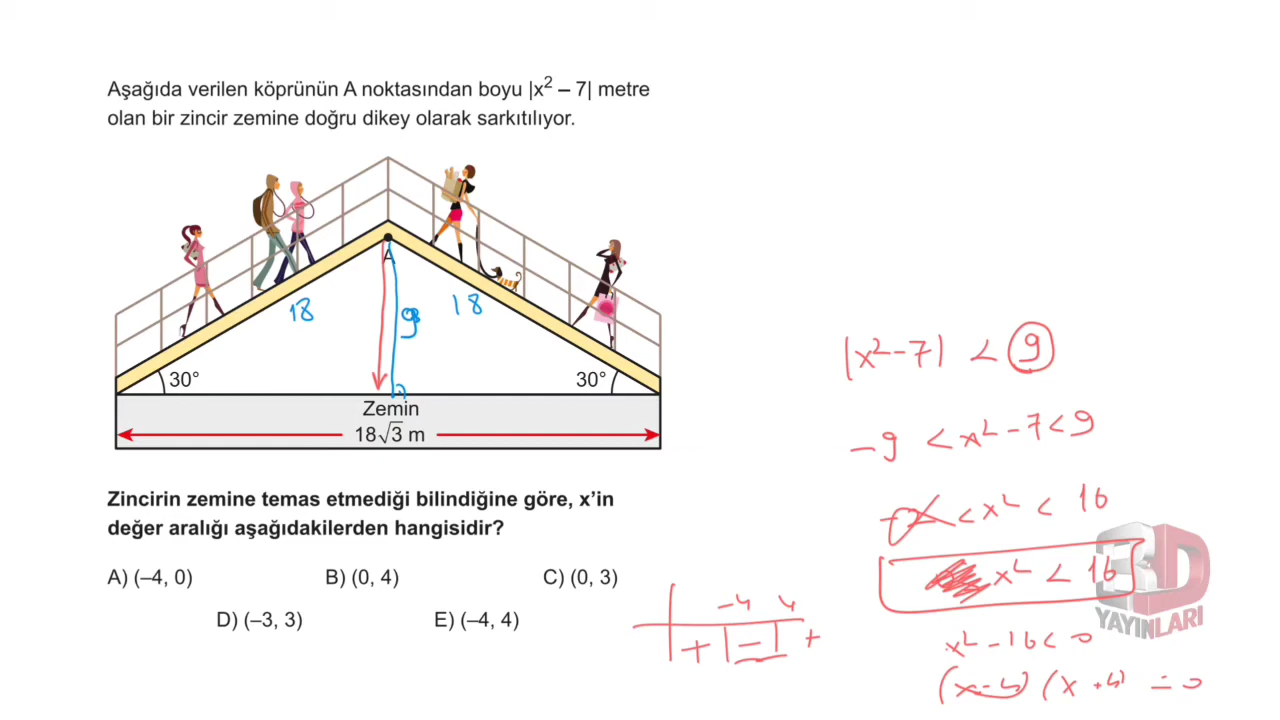 Aşağıda verilen köprünün A noktasından boyu |x² – 7| metre
olan bir zincir zemine doğru dikey olarak sarkıtılıyor.
A
18
9
18
30°
30°
Zemin
18√3 m
Zincirin zemine temas etmediği bilindiğine göre, x'in
değer aralığı aşağıdakilerden hangisidir?
A) (–4, 0) B) (0, 4) C) (0, 3)
D) (–3, 3) E) (–4, 4)
|x² – 7| < 9
–9 < x² – 7 < 9
< x² < 16
x² < 16
x² – 16 < 0
(x – 4) (x + 4) = 0
–4 4
+ – +
3D
YAYINLARI